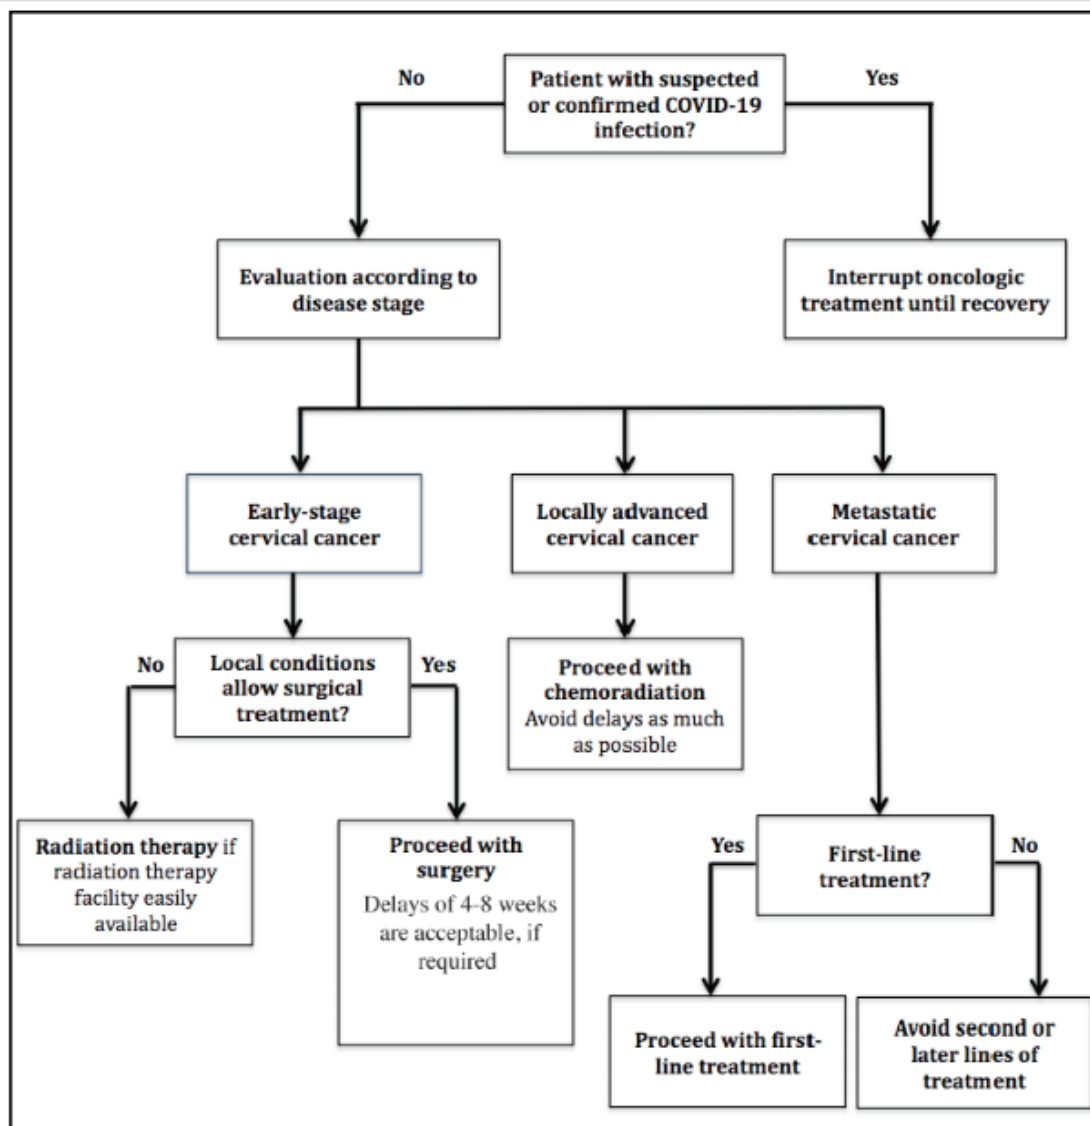 No
Patient with suspected
or confirmed COVID-19
infection?
Yes
Evaluation according to
disease stage
Interrupt oncologic
treatment until recovery
Early-stage
cervical cancer
Locally advanced
cervical cancer
Metastatic
cervical cancer
No
Local conditions
allow surgical
treatment?
Yes
Proceed with
chemoradiation
Avoid delays as much
as possible
Radiation therapy if
radiation therapy
facility easily
available
Proceed with
surgery
Delays of 4-8 weeks
are acceptable, if
required
Yes
First-line
treatment?
No
Proceed with first-
line treatment
Avoid second or
later lines of
treatment